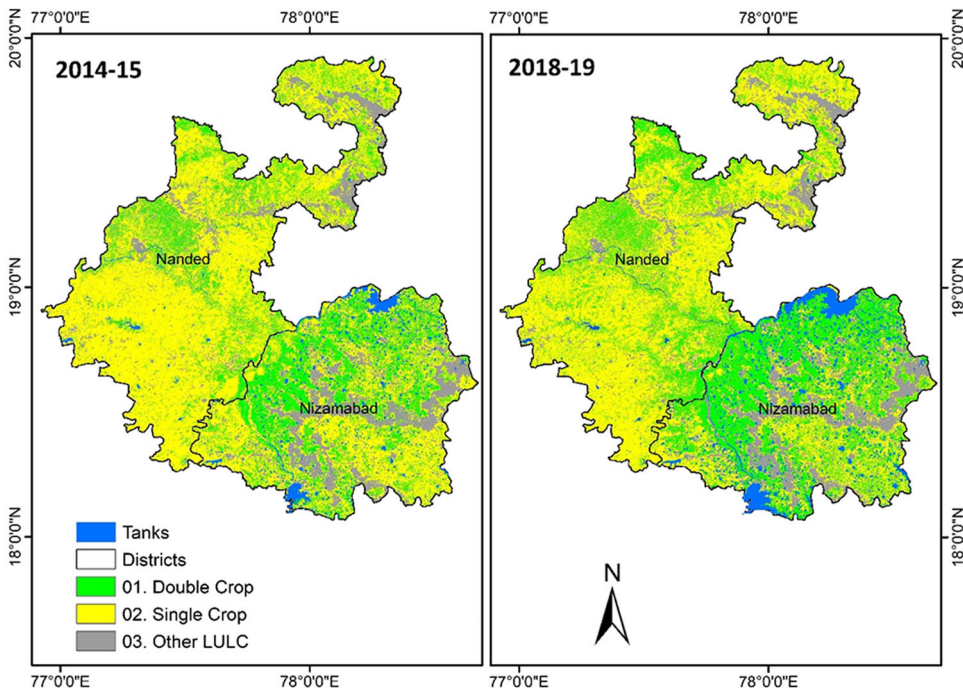 77°0'0"E 78°0'0"E 77°0'0"E 78°0'0"E
20°0'0"N
20°0'0"N
2014-15
2018-19
Nanded
Nanded
19°0'0"N
19°0'0"N
Nizamabad
Nizamabad
18°0'0"N
18°0'0"N
Tanks
Districts
01. Double Crop
02. Single Crop
03. Other LULC
N
77°0'0"E 78°0'0"E 77°0'0"E 78°0'0"E